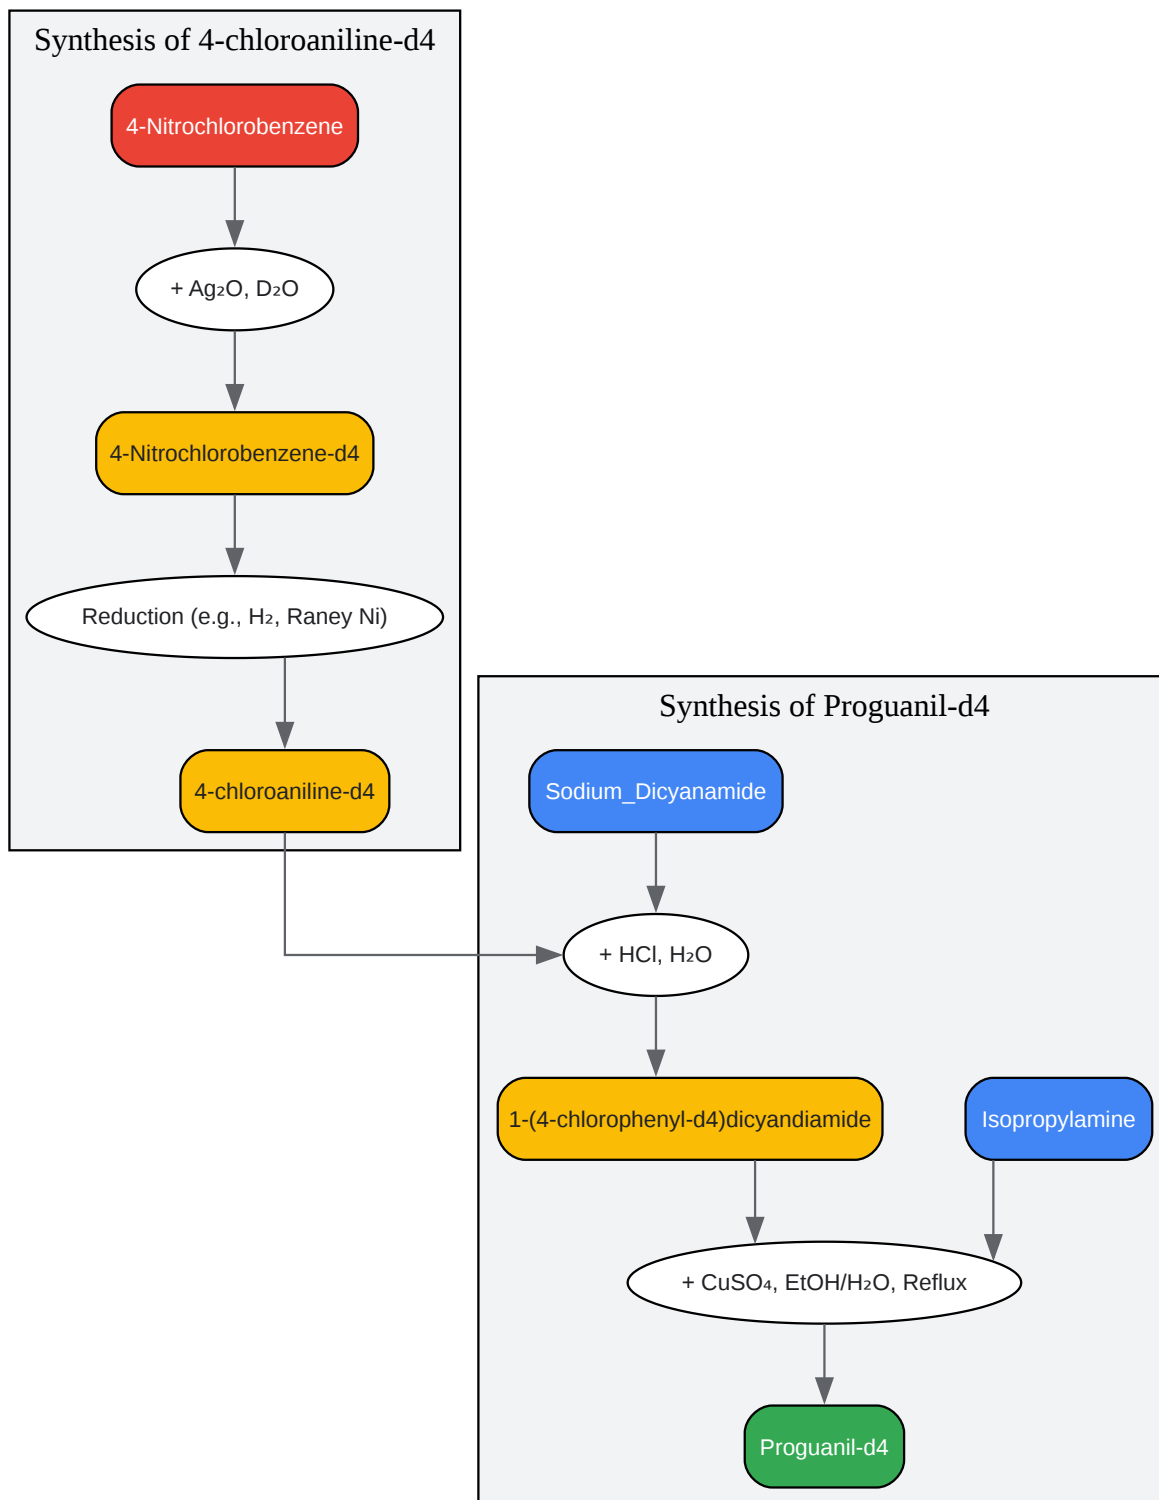 Synthesis of 4-chloroaniline-d4
4-Nitrochlorobenzene
+ Ag₂O, D₂O
4-Nitrochlorobenzene-d4
Reduction (e.g., H₂, Raney Ni)
4-chloroaniline-d4
Synthesis of Proguanil-d4
Sodium_Dicyanamide
+ HCl, H₂O
1-(4-chlorophenyl-d4)dicyandiamide
Isopropylamine
+ CuSO₄, EtOH/H₂O, Reflux
Proguanil-d4